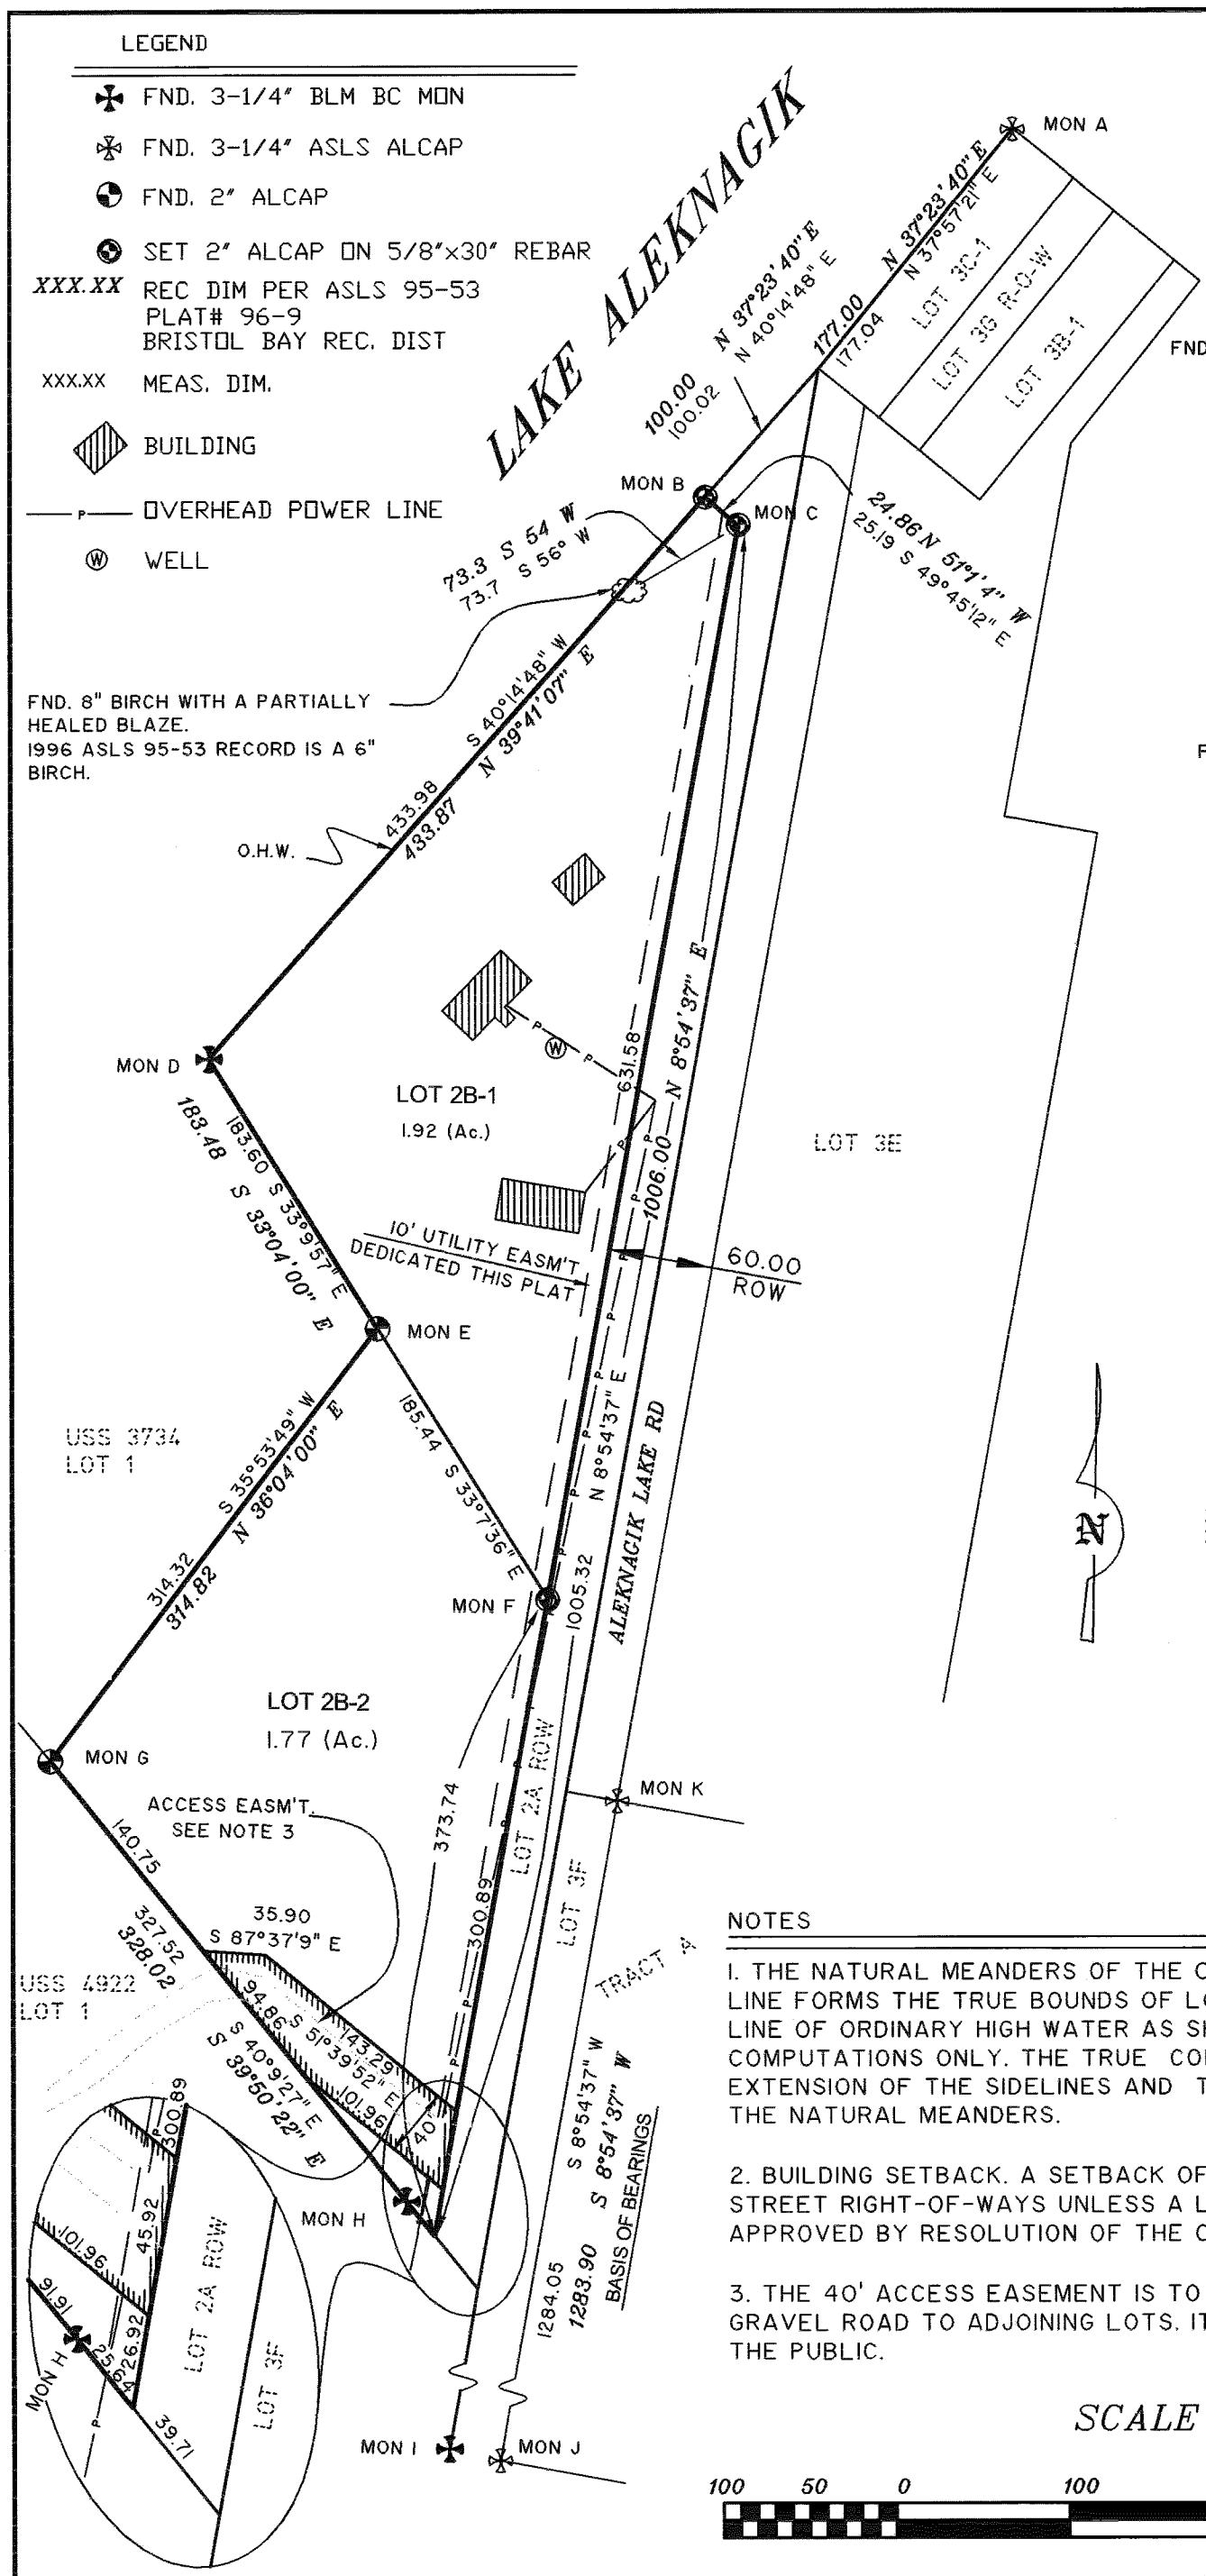 LEGEND
FND. 3-1/4" BLM BC MON
FND. 3-1/4" ASLS ALCAP
FND. 2" ALCAP
SET 2" ALCAP ON 5/8"x30" REBAR
XXX.XX REC DIM PER ASLS 95-53
PLAT# 96-9
BRISTOL BAY REC. DIST
XXX.XX MEAS. DIM.
BUILDING
P OVERHEAD POWER LINE
W WELL
LAKE ALEKNAGIK
MON A
N 37°23'40" E
N 37°57'21" E
177.00
177.04
LOT 3C-1
LOT 3G R-O-W
LOT 3B-1
FND
N 37°23'40" E
N 40°14'48" E
100.00
100.02
MON B
MON C
24.86 N 51°1'4" W
25.19 S 49°45'12" E
73.3 S 54 W
73.7 S 56° W
FND. 8" BIRCH WITH A PARTIALLY
HEALED BLAZE.
1996 ASLS 95-53 RECORD IS A 6"
BIRCH.
F
S 40°14'48" W
N 39°41'07" E
433.98
433.87
O.H.W.
MON D
W
P
LOT 2B-1
1.92 (Ac.)
631.58
N 8°54'37" E
1006.00
LOT 3E
183.60 S 33°9'57" E
183.48 S 33°04'00" E
10' UTILITY EASM'T
DEDICATED THIS PLAT
60.00
ROW
MON E
USS 3734
LOT 1
S 35°53'49" W
N 36°04'00" E
314.32
314.82
185.44 S 33°7'36" E
N 8°54'37" E
1005.32
ALEKNAGIK LAKE RD
N
MON F
LOT 2B-2
1.77 (Ac.)
MON G
ACCESS EASM'T.
SEE NOTE 3
373.74
300.89
LOT 2A ROW
MON K
LOT 3F
TRACT A
140.75
327.52
328.02
35.90
S 87°37'9" E
USS 4922
LOT 1
94.86
S 51°39'52" E
143.29
S 40°9'27" E
S 39°50'22" E
101.96
40'
S 8°54'37" W
S 8°54'37" W
1284.05
1283.90
BASIS OF BEARINGS
MON H
300.89
45.92
101.96
91.91
26.92
25.64
MON H
39.71
LOT 2A ROW
LOT 3F
P
MON I
MON J
NOTES
1. THE NATURAL MEANDERS OF THE O
LINE FORMS THE TRUE BOUNDS OF L
LINE OF ORDINARY HIGH WATER AS S
COMPUTATIONS ONLY. THE TRUE CO
EXTENSION OF THE SIDELINES AND T
THE NATURAL MEANDERS.
2. BUILDING SETBACK. A SETBACK OF
STREET RIGHT-OF-WAYS UNLESS A L
APPROVED BY RESOLUTION OF THE
3. THE 40' ACCESS EASEMENT IS TO
GRAVEL ROAD TO ADJOINING LOTS. IT
THE PUBLIC.
SCALE
100 50 0 100